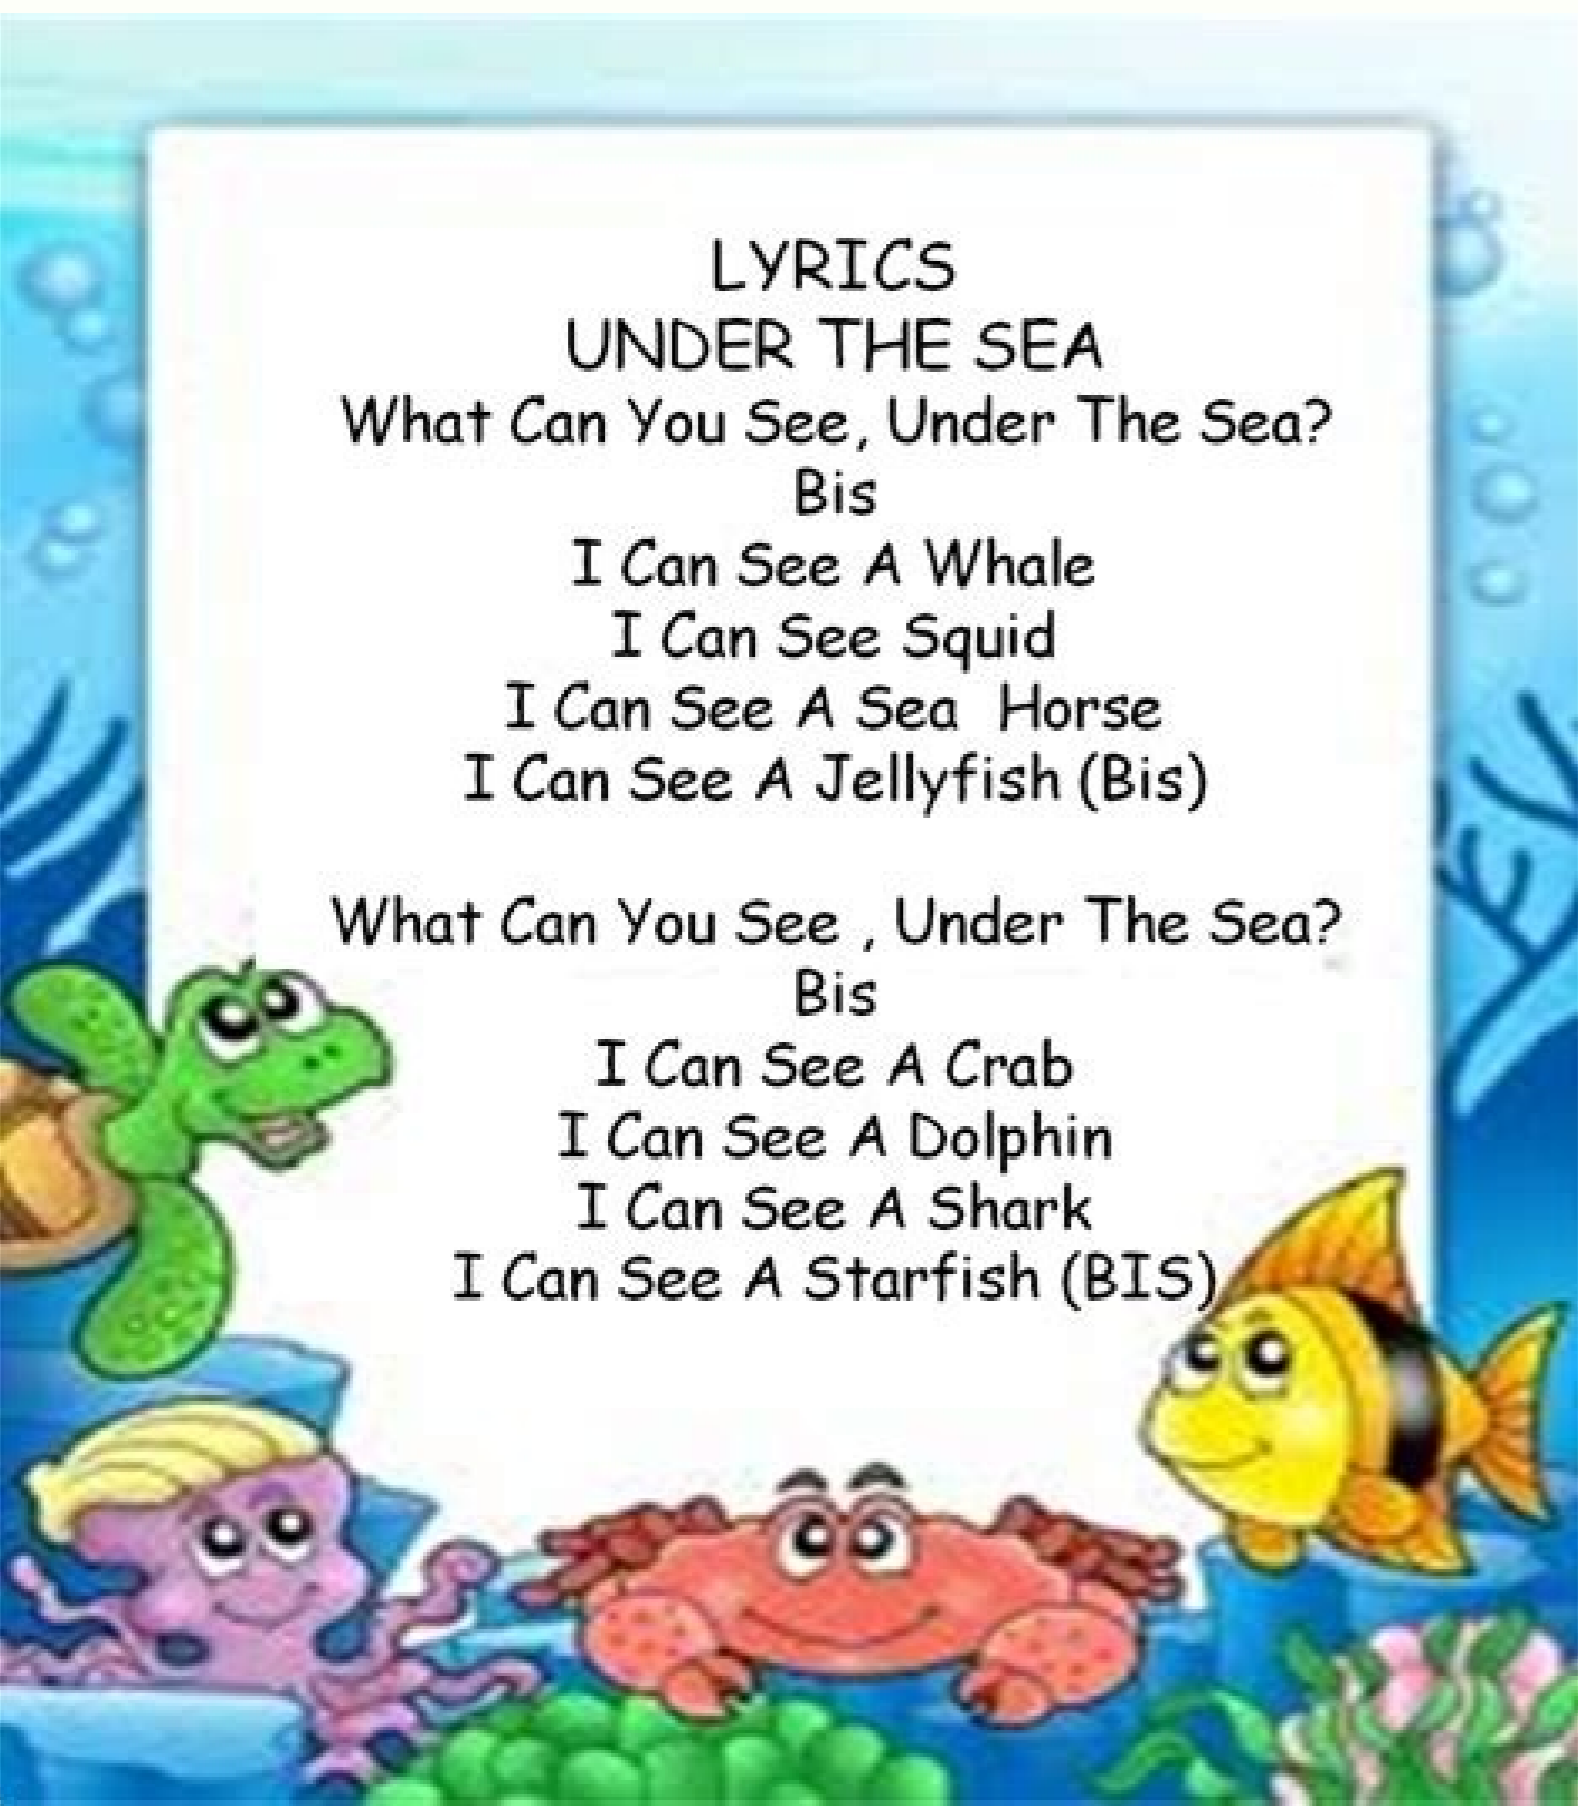 LYRICS
UNDER THE SEA
What Can You See, Under The Sea?
Bis
I Can See A Whale
I Can See Squid
I Can See A Sea  Horse
I Can See A Jellyfish (Bis)
What Can You See , Under The Sea?
Bis
I Can See A Crab
I Can See A Dolphin
I Can See A Shark
I Can See A Starfish (BIS)